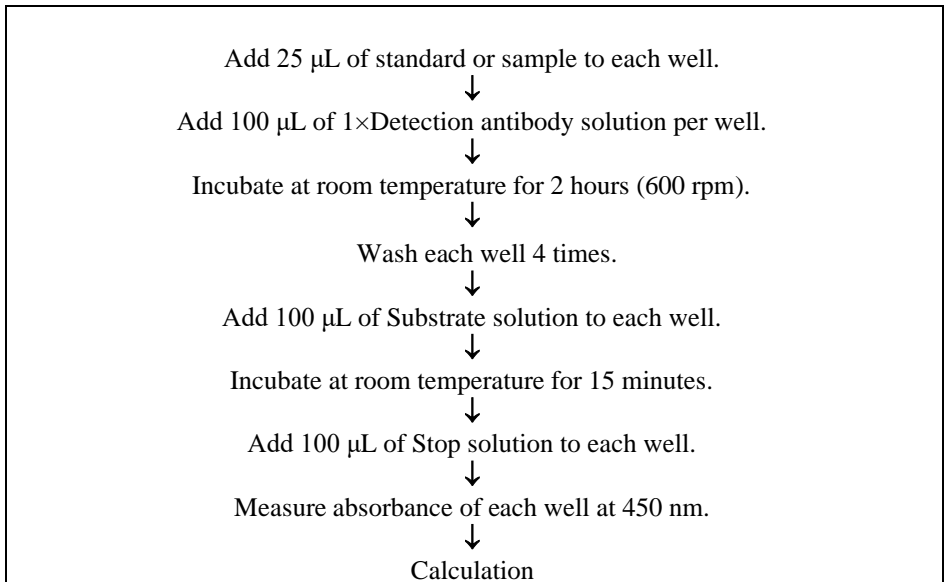 Add 25 μL of standard or sample to each well.
↓
Add 100 μL of 1×Detection antibody solution per well.
↓
Incubate at room temperature for 2 hours (600 rpm).
↓
Wash each well 4 times.
↓
Add 100 μL of Substrate solution to each well.
↓
Incubate at room temperature for 15 minutes.
↓
Add 100 μL of Stop solution to each well.
↓
Measure absorbance of each well at 450 nm.
↓
Calculation